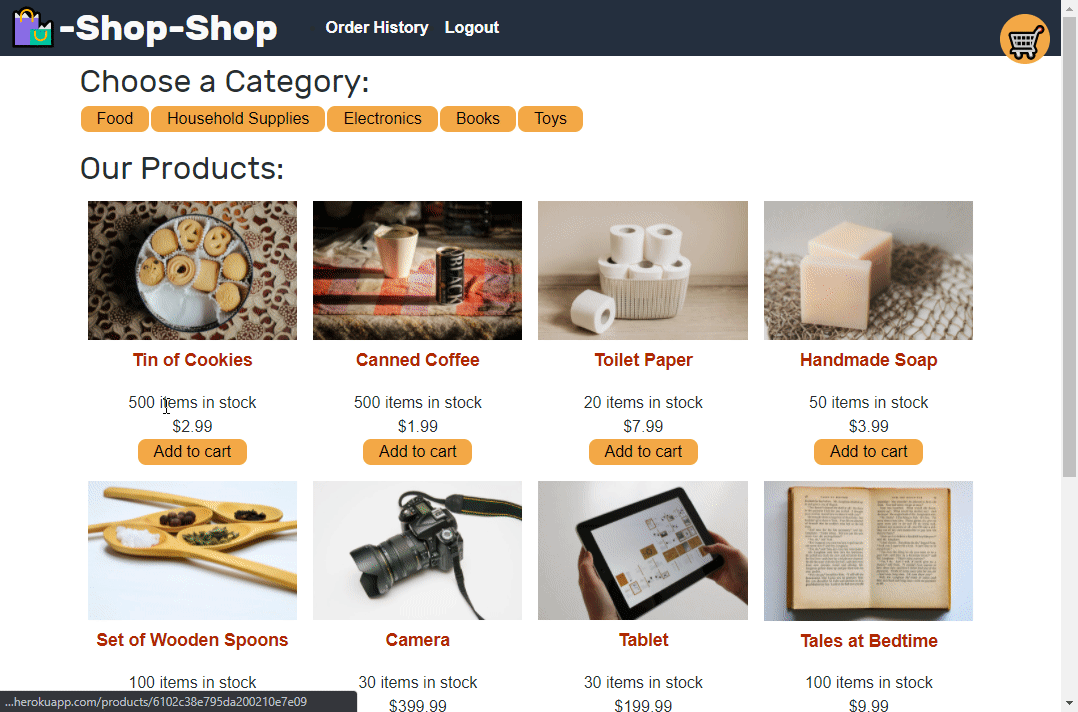 -Shop-Shop Order History Logout
Choose a Category:
Food Household Supplies Electronics Books Toys
Our Products:
Tin of Cookies Canned Coffee Toilet Paper Handmade Soap
500 items in stock 500 items in stock 20 items in stock 50 items in stock
$2.99 $1.99 $7.99 $3.99
Add to cart Add to cart Add to cart Add to cart
Set of Wooden Spoons Camera Tablet Tales at Bedtime
100 items in stock 30 items in stock 30 items in stock 100 items in stock
$399.99 $199.99 $9.99
...herokuapp.com/products/6102c38e795da200210e7e09